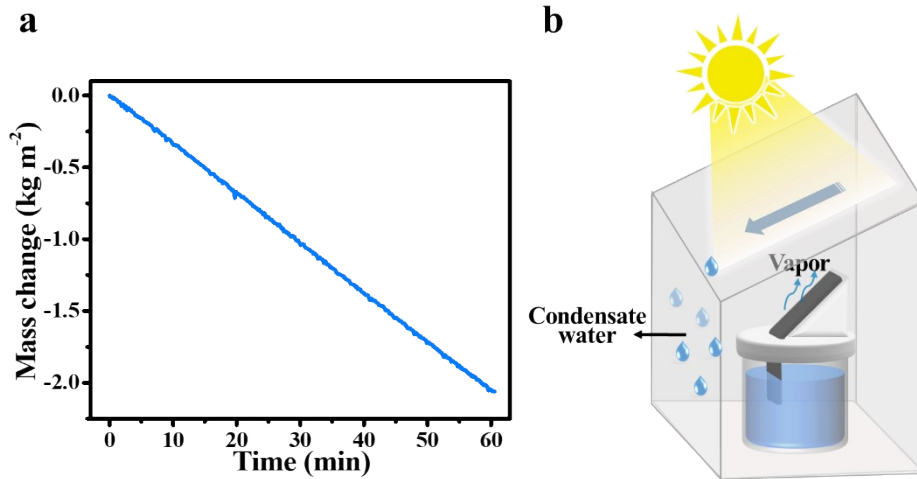 a
0.0
-0.5
-1.0
-1.5
-2.0
Mass change (kg m⁻²)
0 10 20 30 40 50 60
Time (min)
b
Vapor
Condensate
water